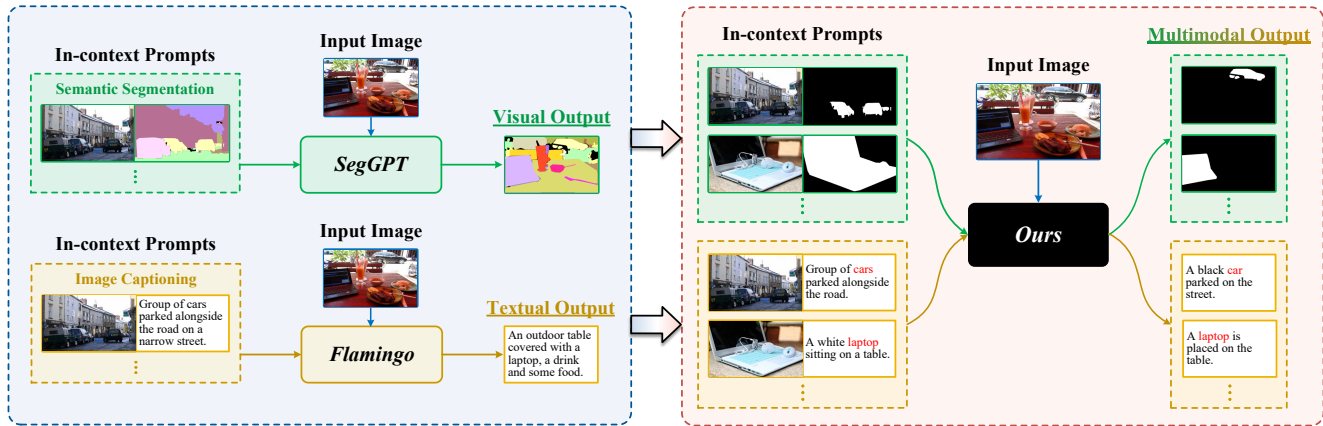 In-context Prompts
Semantic Segmentation
Input Image
SegGPT
Visual Output
In-context Prompts
Image Captioning
Group of cars
parked alongside
the road on a
narrow street.
Input Image
Flamingo
Textual Output
An outdoor table
covered with a
laptop, a drink
and some food.
In-context Prompts
Group of cars
parked alongside
the road.
A white laptop
sitting on a table.
Input Image
Ours
Multimodal Output
A black car
parked on the
street.
A laptop is
placed on the
table.